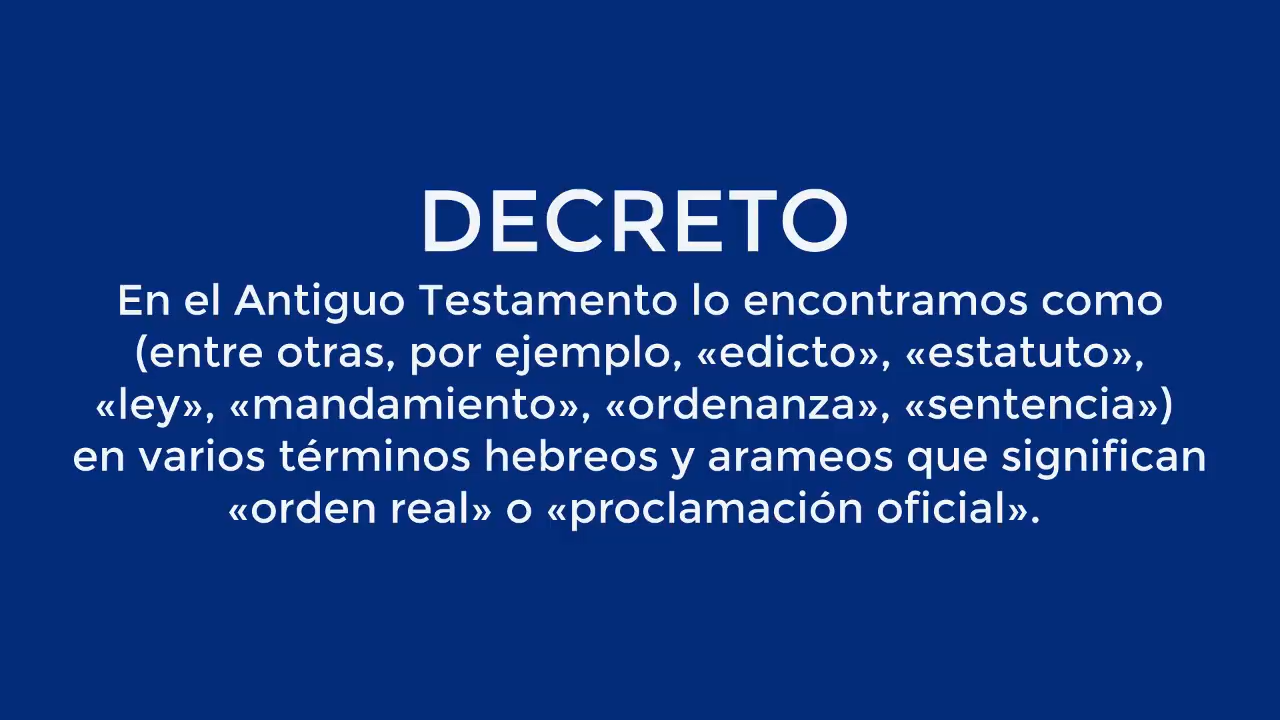 DECRETO
En el Antiguo Testamento lo encontramos como
(entre otras, por ejemplo, «edicto», «estatuto»,
«ley», «mandamiento», «ordenanza», «sentencia»)
en varios términos hebreos y arameos que significan
«orden real» o «proclamación oficial».